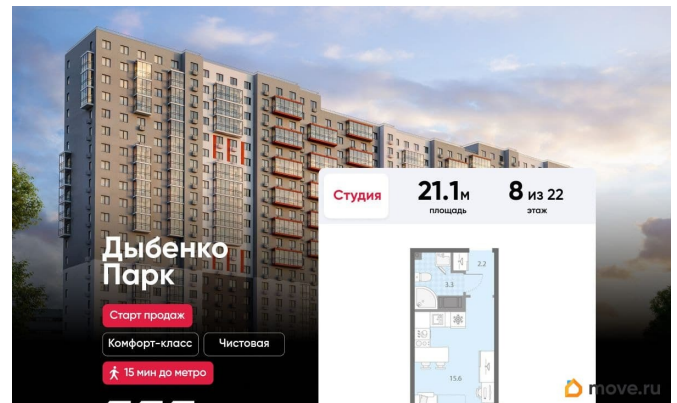 Студия
21.1м
площадь
8 из 22
этаж
Дыбенко
Парк
Старт продаж
Комфорт-класс
Чистовая
15 мин до метро
2.2
3.3
15.6
move.ru